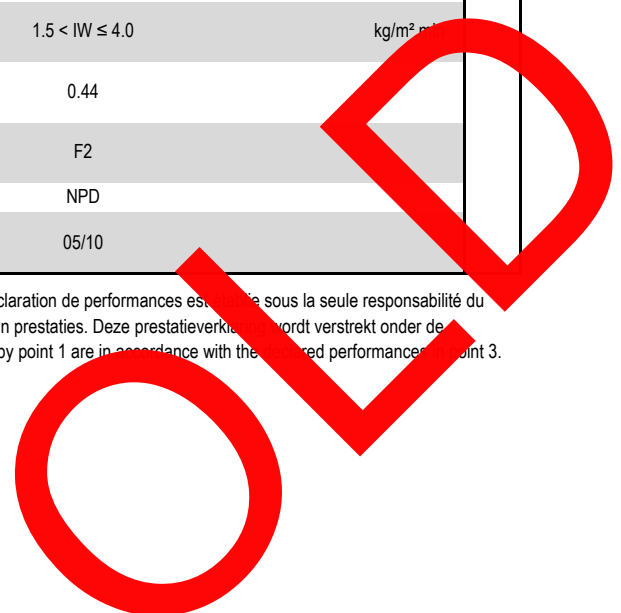 1.5 < IW ≤ 4.0 kg/m² min
0.44
F2
NPD
05/10
claration de performances est établie sous la seule responsabilité du
n prestaties. Deze prestatieverklaring wordt verstrekt onder de
by point 1 are in accordance with the declared performances in point 3.
OLD